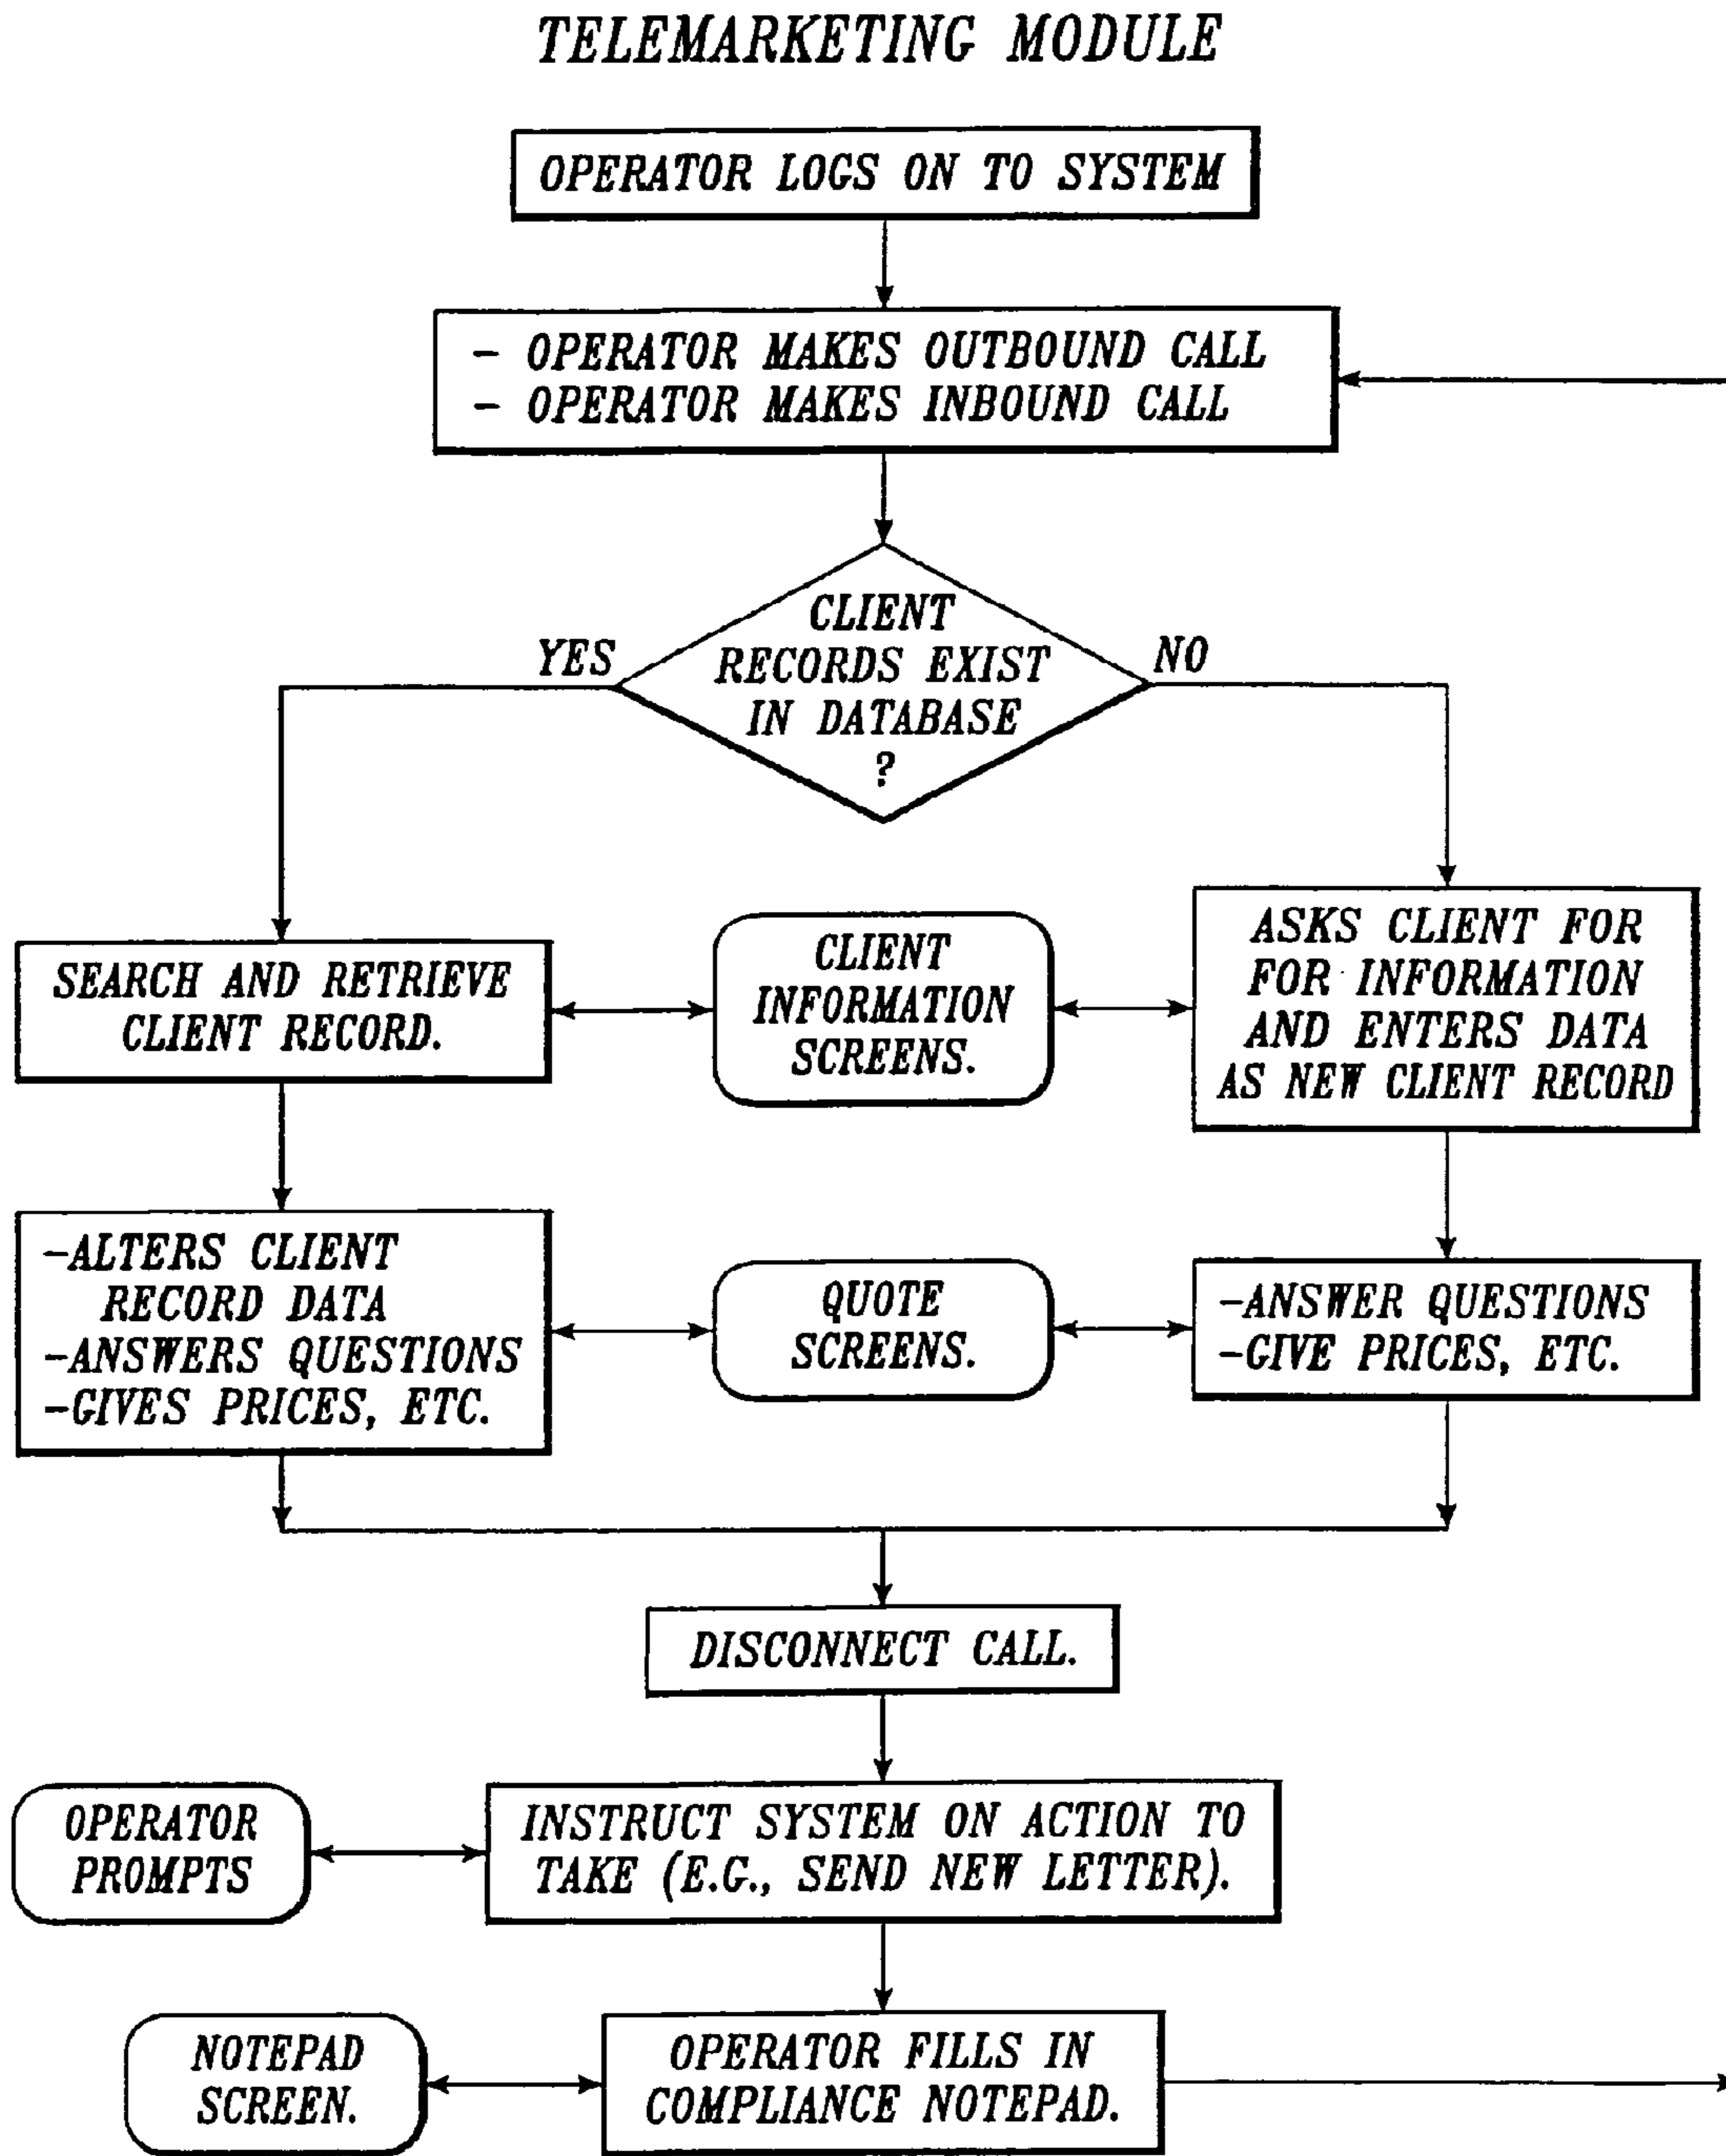 TELEMARKETING MODULE
OPERATOR LOGS ON TO SYSTEM
- OPERATOR MAKES OUTBOUND CALL
- OPERATOR MAKES INBOUND CALL
CLIENT
RECORDS EXIST
IN DATABASE
?
YES
NO
SEARCH AND RETRIEVE
CLIENT RECORD.
CLIENT
INFORMATION
SCREENS.
ASKS CLIENT FOR
FOR INFORMATION
AND ENTERS DATA
AS NEW CLIENT RECORD
-ALTERS CLIENT
RECORD DATA
-ANSWERS QUESTIONS
-GIVES PRICES, ETC.
QUOTE
SCREENS.
-ANSWER QUESTIONS
-GIVE PRICES, ETC.
DISCONNECT CALL.
OPERATOR
PROMPTS
INSTRUCT SYSTEM ON ACTION TO
TAKE (E.G., SEND NEW LETTER).
NOTEPAD
SCREEN.
OPERATOR FILLS IN
COMPLIANCE NOTEPAD.